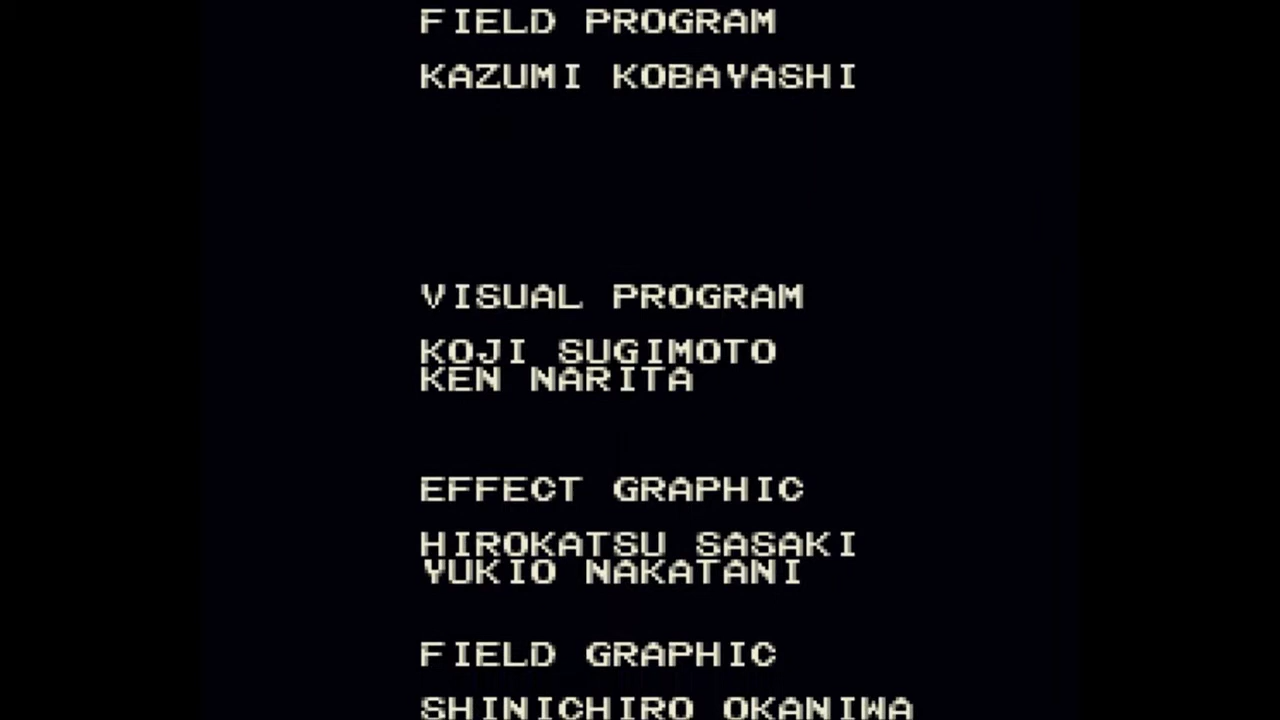 FIELD PROGRAM
KAZUMI KOBAYASHI
VISUAL PROGRAM
KOJI SUGIMOTO
KEN NARITA
EFFECT GRAPHIC
HIROKATSU SASAKI
YUKIO NAKATANI
FIELD GRAPHIC
SHINICHIRO OKANIWA